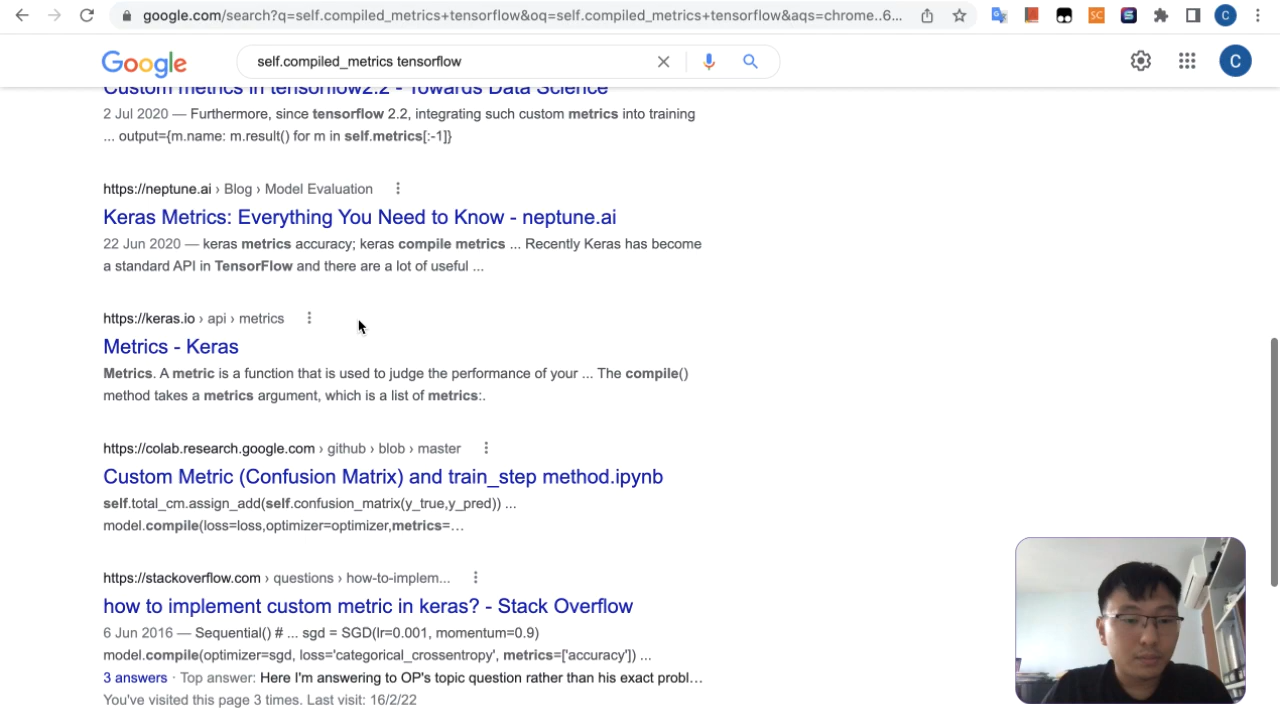 google.com/search?q=self.compiled_metrics+tensorflow&oq=self.compiled_metrics+tensorflow&aqs=chrome..6...
SC
C
Google
self.compiled_metrics tensorflow
C
Custom metrics in tensorflow2.2 - Towards Data Science
2 Jul 2020 — Furthermore, since tensorflow 2.2, integrating such custom metrics into training
... output={m.name: m.result() for m in self.metrics[:-1]}
https://neptune.ai › Blog › Model Evaluation
Keras Metrics: Everything You Need to Know - neptune.ai
22 Jun 2020 — keras metrics accuracy; keras compile metrics ... Recently Keras has become
a standard API in TensorFlow and there are a lot of useful ...
https://keras.io › api › metrics
Metrics - Keras
Metrics. A metric is a function that is used to judge the performance of your ... The compile()
method takes a metrics argument, which is a list of metrics:.
https://colab.research.google.com › github › blob › master
Custom Metric (Confusion Matrix) and train_step method.ipynb
self.total_cm.assign_add(self.confusion_matrix(y_true,y_pred)) ...
model.compile(loss=loss,optimizer=optimizer,metrics=...
https://stackoverflow.com › questions › how-to-implem...
how to implement custom metric in keras? - Stack Overflow
6 Jun 2016 — Sequential() # ... sgd = SGD(lr=0.001, momentum=0.9)
model.compile(optimizer=sgd, loss='categorical_crossentropy', metrics=['accuracy']) ...
3 answers · Top answer: Here I'm answering to OP's topic question rather than his exact probl...
You've visited this page 3 times. Last visit: 16/2/22